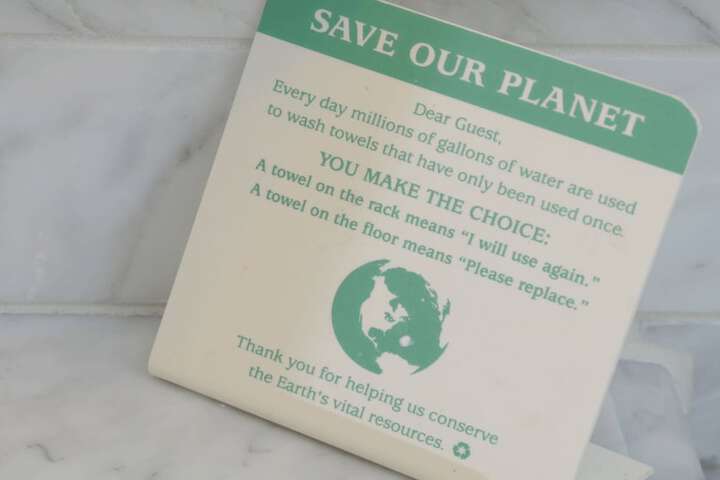 SAVE OUR PLANET
Dear Guest,
Every day millions of gallons of water are used
to wash towels that have only been used once.
YOU MAKE THE CHOICE:
A towel on the rack means “I will use again.”
A towel on the floor means “Please replace.”
Thank you for helping us conserve
the Earth's vital resources.